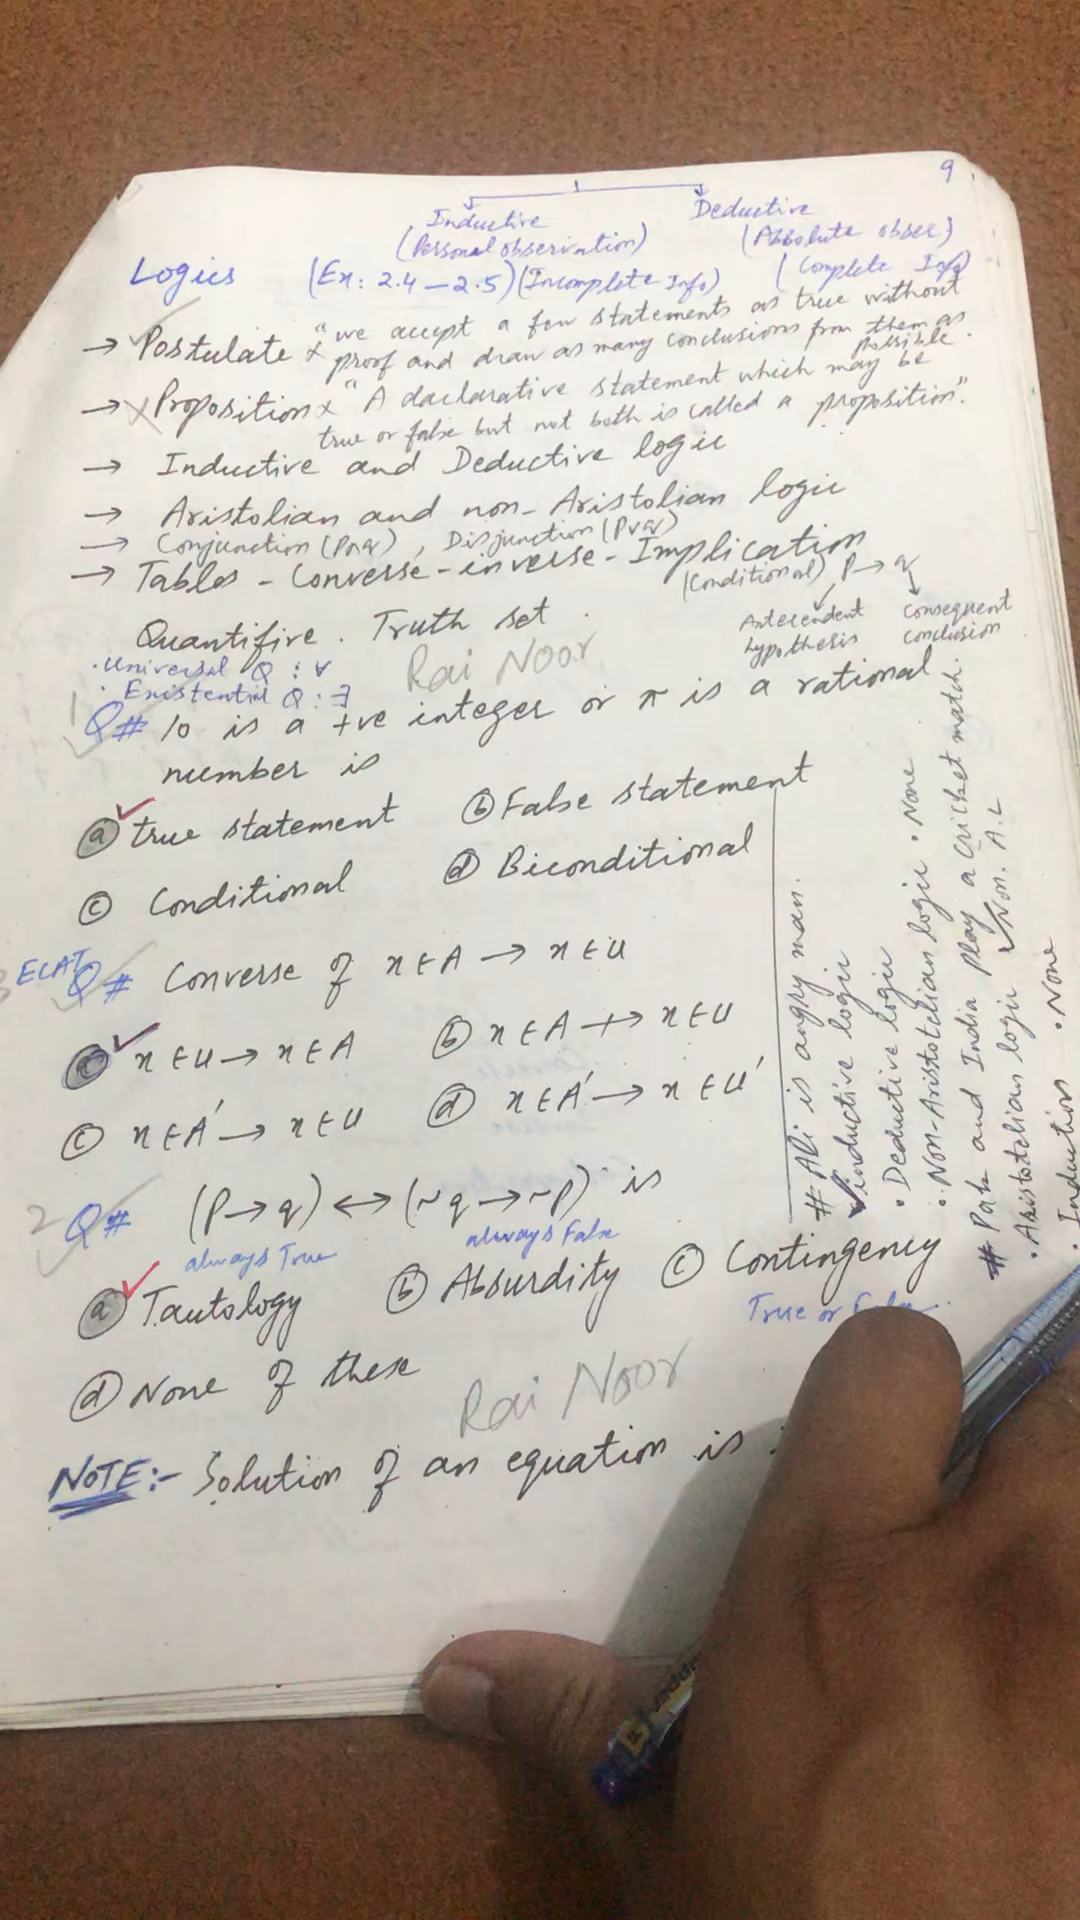 9
Inductive
Deductive
(Personal observation)
(Absolute obser)
Logics
(Ex: 2.4 — 2.5) (Incomplete Info)
(Complete Info)
→ Postulate "we accept a few statements as true without
proof and draw as many conclusions from them as
possible.
→ Proposition "A daclarative statement which may be
true or false but not both is called a proposition".
→ Inductive and Deductive logic
→ Aristolian and non-Aristolian logic
→ Conjunction (P∧q), Disjunction (P∨q)
→ Tables - Converse - inverse - Implication
(Conditional) P → q
Antecendent
hypothesis
Consequent
conclusion
Quantifire. Truth set.
• Universal Q : ∀
• Existential Q : ∃
Rai Noor
1
Q# 10 is a +ve integer or π is a rational
number is
ⓐ true statement
ⓑ False statement
ⓒ Conditional
ⓓ Biconditional
3 ECAT
Q# Converse of x∈A → x∈U
ⓐ x∈U → x∈A
ⓑ x∈A ↛ x∈U
ⓒ x∈A' → x∈U
ⓓ x∈A' → x∈U'
2 Q# (P→q) ↔ (~q→~p) is
always True
always False
ⓐ Tautology
ⓑ Absurdity
ⓒ Contingency
True or
ⓓ None of these
Rai Noor
NOTE:- Solution of an equation is
# Ali is angry man.
✓ inductive logic
• Deductive logic
• Non-Aristotelian logic • None
# Pak and India play a cricket match.
• Aristotelian logic ✓ Non. A.L
• Induction • None